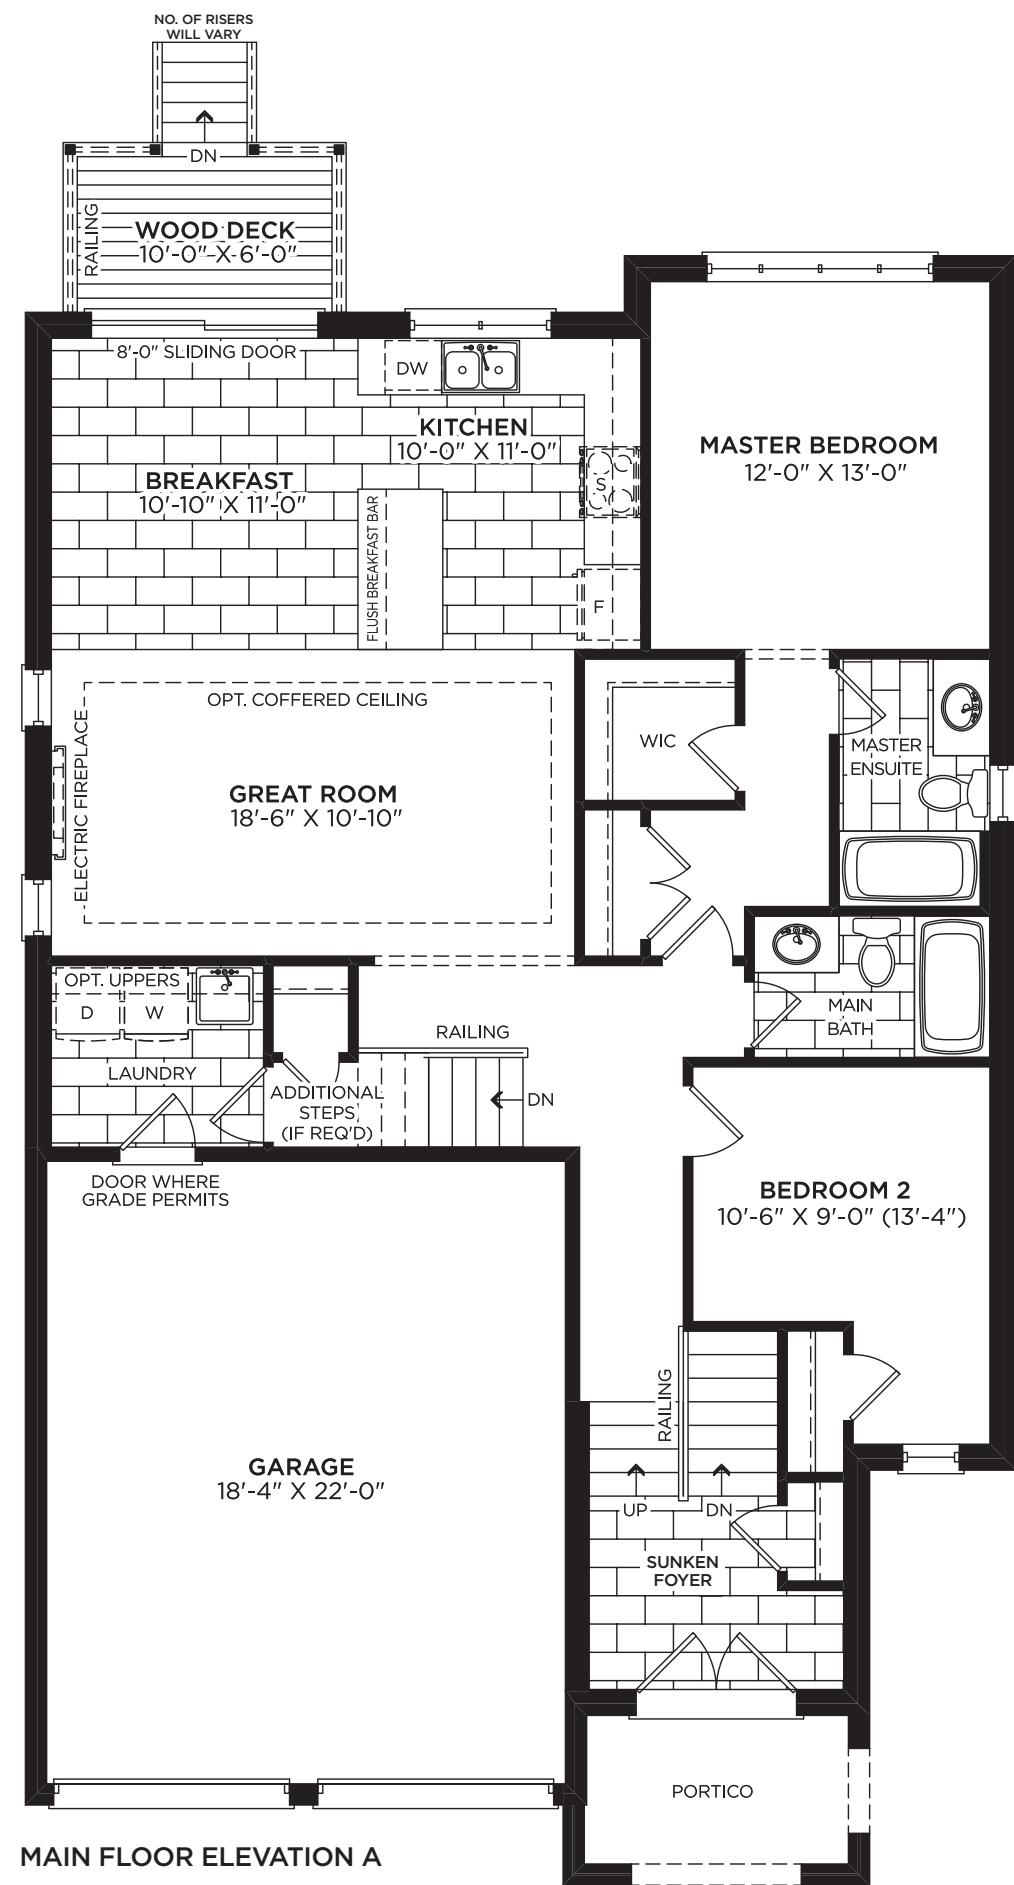 NO. OF RISERS
WILL VARY
DN
RAILING
WOOD DECK
10'-0" X 6'-0"
8'-0" SLIDING DOOR
DW
KITCHEN
10'-0" X 11'-0"
BREAKFAST
10'-10" X 11'-0"
S
FLUSH BREAKFAST BAR
F
MASTER BEDROOM
12'-0" X 13'-0"
OPT. COFFERED CEILING
ELECTRIC FIREPLACE
GREAT ROOM
18'-6" X 10'-10"
WIC
MASTER
ENSUITE
OPT. UPPERS
D
W
LAUNDRY
RAILING
ADDITIONAL
STEPS
(IF REQ'D)
DN
MAIN
BATH
DOOR WHERE
GRADE PERMITS
BEDROOM 2
10'-6" X 9'-0" (13'-4")
RAILING
GARAGE
18'-4" X 22'-0"
UP
DN
SUNKEN
FOYER
PORTICO
MAIN FLOOR ELEVATION A